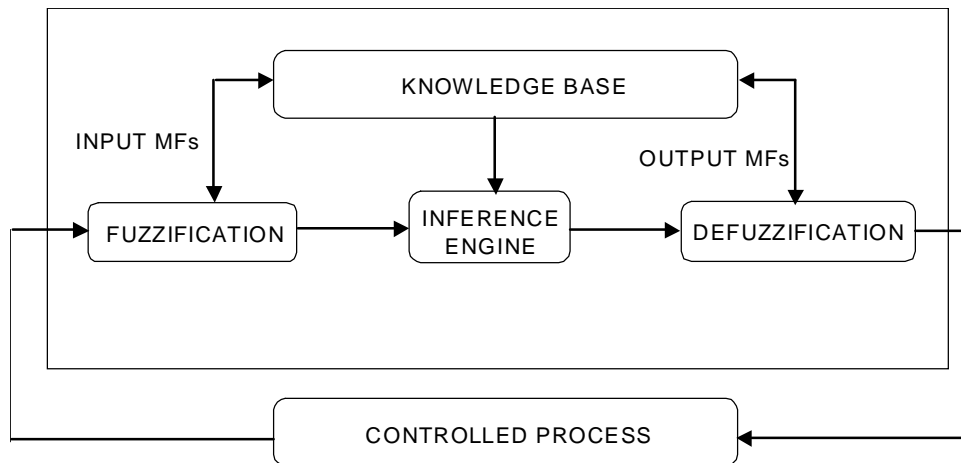 KNOWLEDGE BASE
INPUT MFs
OUTPUT MFs
FUZZIFICATION
INFERENCE
ENGINE
DEFUZZIFICATION
CONTROLLED PROCESS